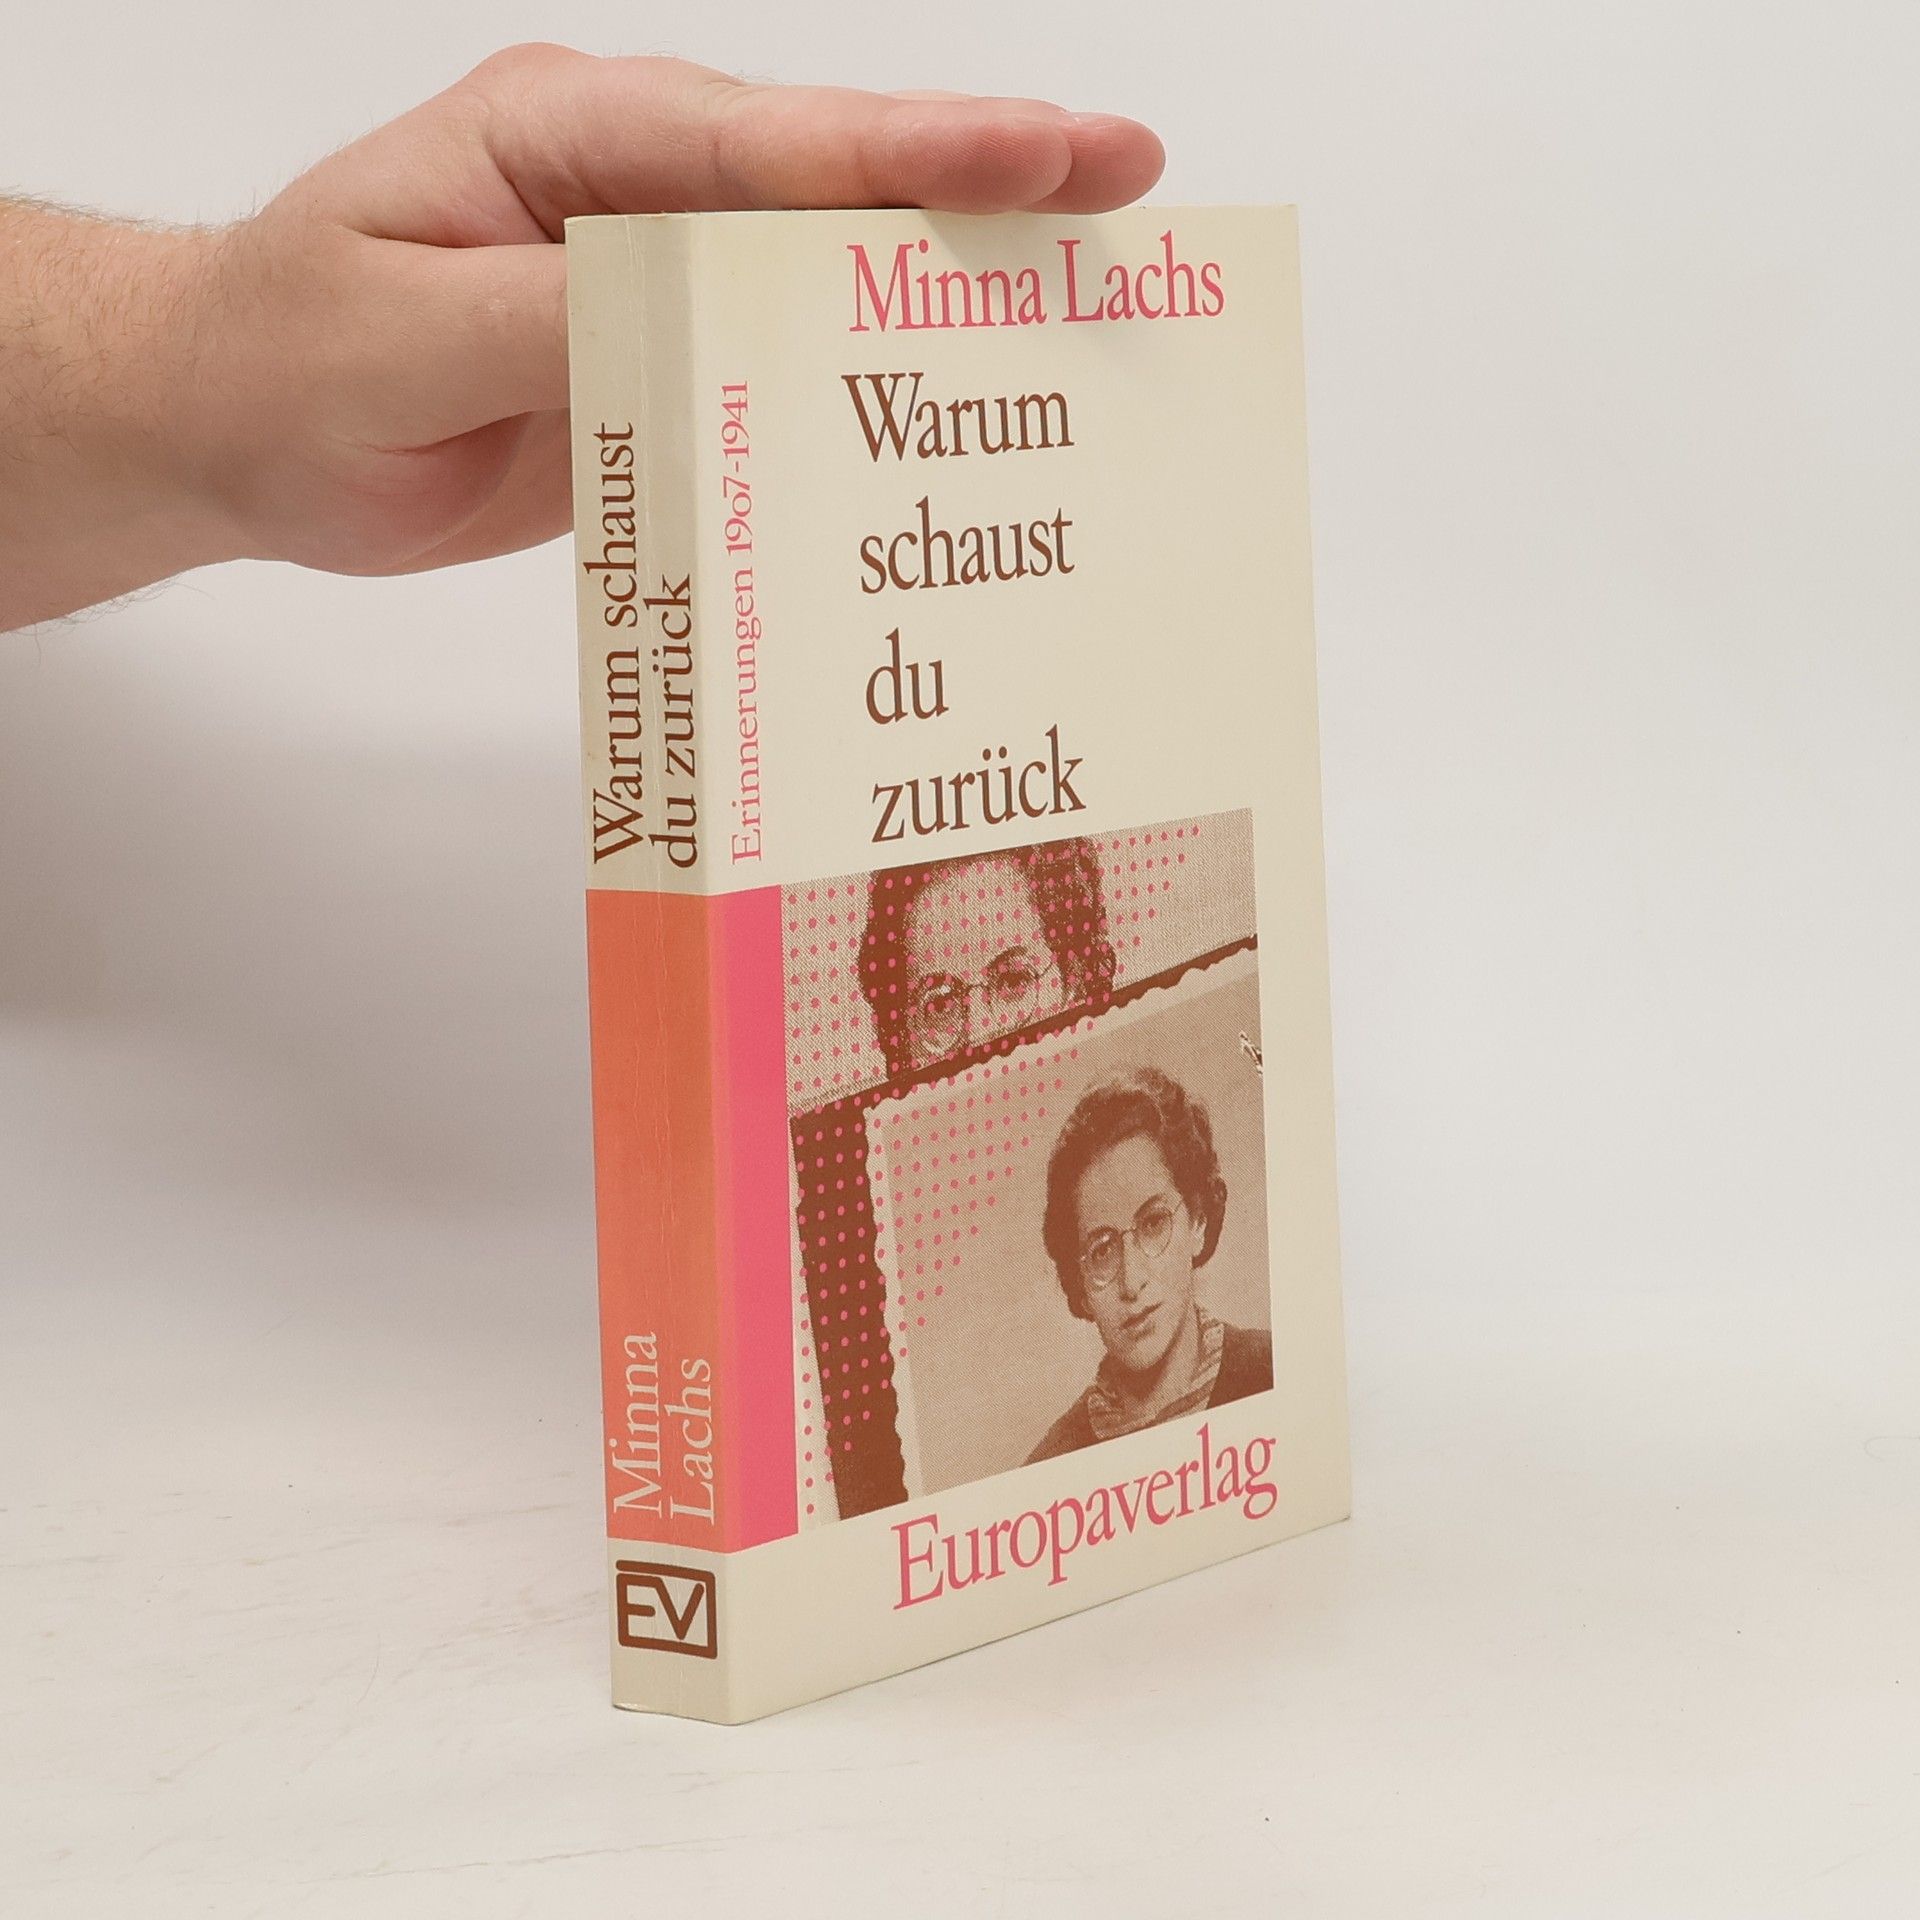 Minna Lachs
Warum
schaust
du
zurück
Erinnerungen 1907-1941
Europaverlag
Warum schaust
du zurück
Minna
Lachs
EV